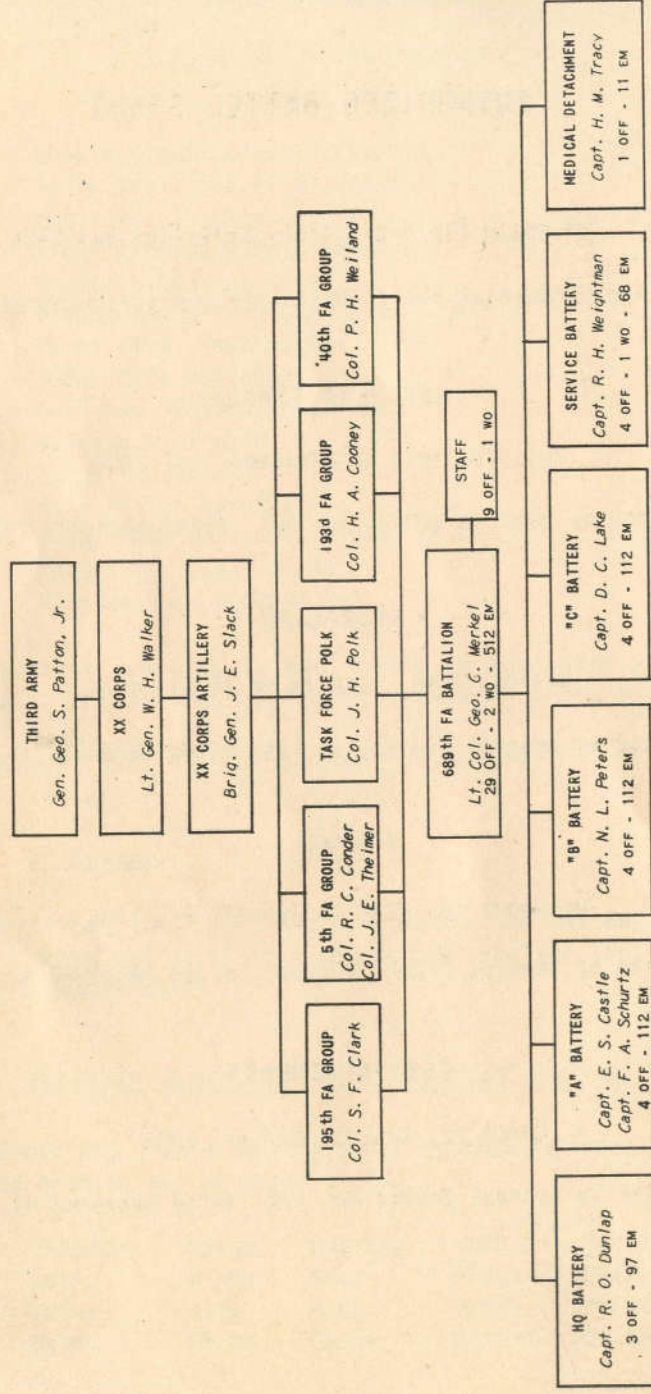 THIRD ARMY
Gen. Geo. S. Patton, Jr.
XX CORPS
Lt. Gen. W. H. Walker
XX CORPS ARTILLERY
Brig. Gen. J. E. Slack
195th FA GROUP
Col. S. F. Clark
5th FA GROUP
Col. R. C. Conder
Col. J. E. Theimer
TASK FORCE POLK
Col. J. H. Polk
193d FA GROUP
Col. H. A. Cooney
40th FA GROUP
Col. P. H. Weiland
689th FA BATTALION
Lt. Col. Geo. C. Merkel
29 OFF - 2 WO - 512 EM
STAFF
9 OFF - 1 WO
HQ BATTERY
Capt. R. O. Dunlap
3 OFF - 97 EM
"A" BATTERY
Capt. E. S. Castle
Capt. F. A. Schurtz
4 OFF - 112 EM
"B" BATTERY
Capt. N. L. Peters
4 OFF - 112 EM
"C" BATTERY
Capt. D. C. Lake
4 OFF - 112 EM
SERVICE BATTERY
Capt. R. H. Weightman
4 OFF - 1 WO - 68 EM
MEDICAL DETACHMENT
Capt. H. M. Tracy
1 OFF - 11 EM